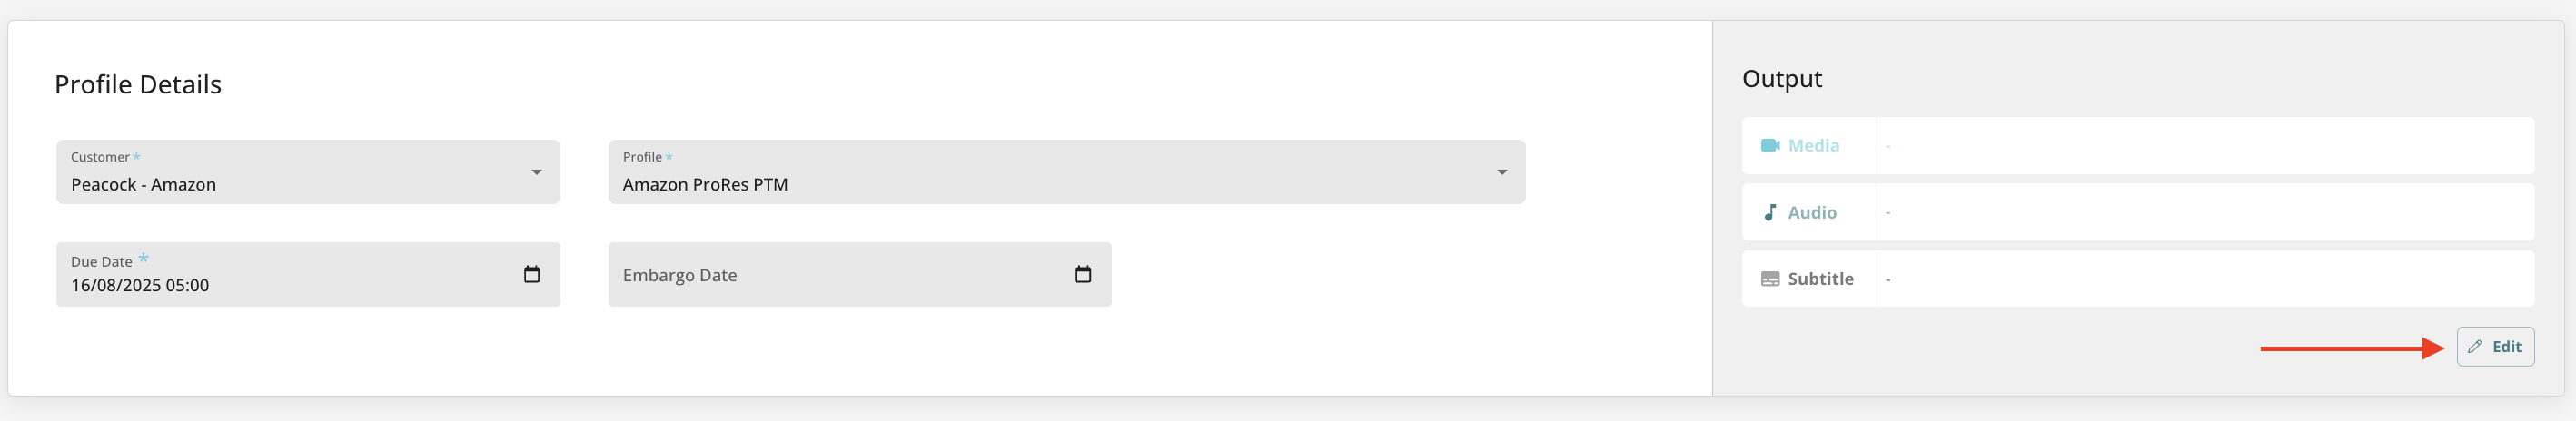 Profile Details
Customer *
Peacock - Amazon
Profile *
Amazon ProRes PTM
Due Date *
16/08/2025 05:00
Embargo Date
Output
Media -
Audio -
Subtitle -
Edit